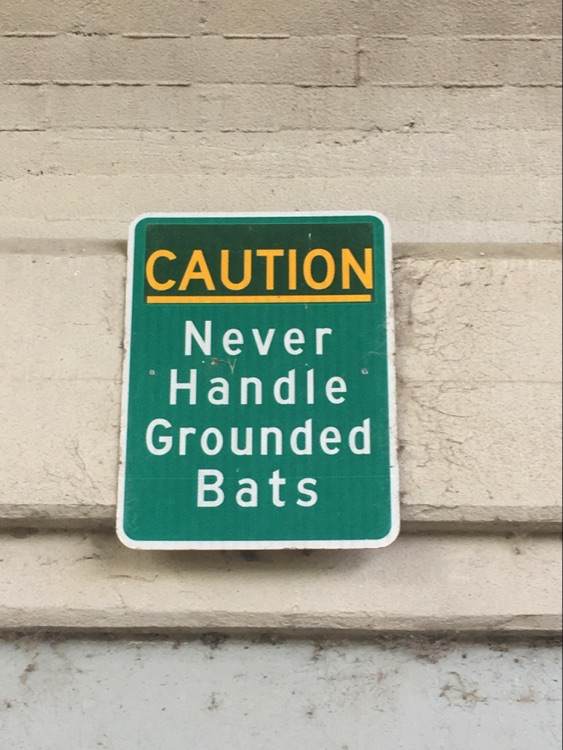 CAUTION
Never
Handle
Grounded
Bats